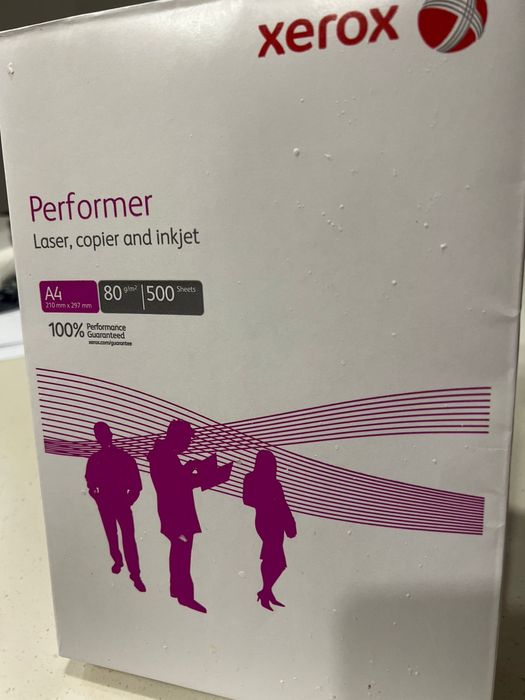 xerox
Performer
Laser, copier and inkjet
A4
210 mm x 297 mm
80 g/m²
500 Sheets
100% Performance
Guaranteed
xerox.com/guarantee